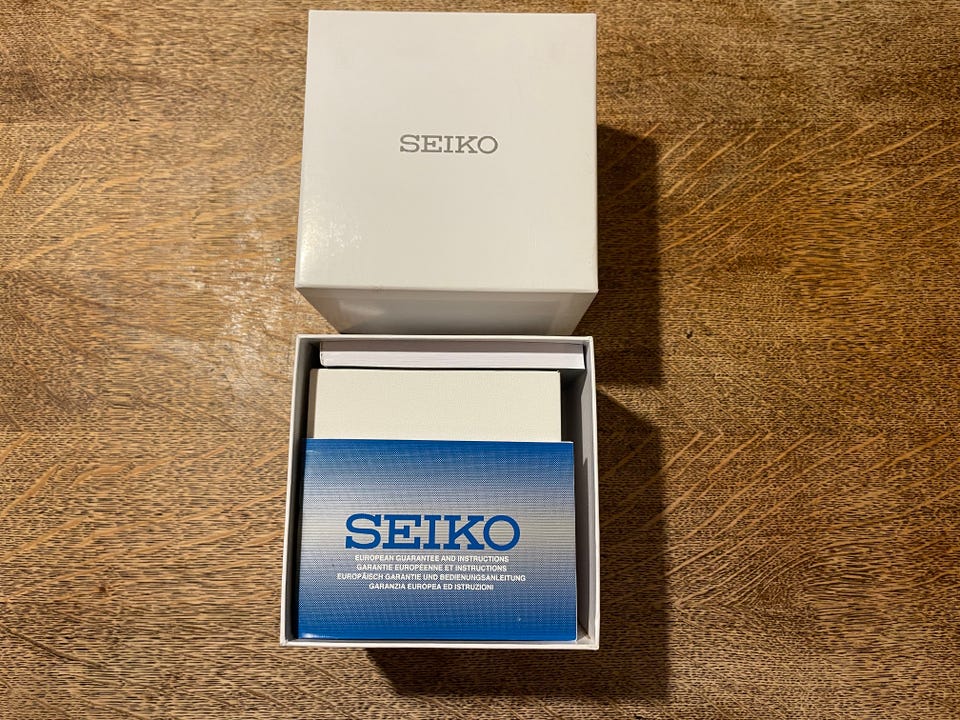 SEIKO
SEIKO
EUROPEAN GUARANTEE AND INSTRUCTIONS
GARANTIE EUROPÉENNE ET INSTRUCTIONS
EUROPÄISCH GARANTIE UND BEDIENUNGSANLEITUNG
GARANZIA EUROPEA ED ISTRUZIONI